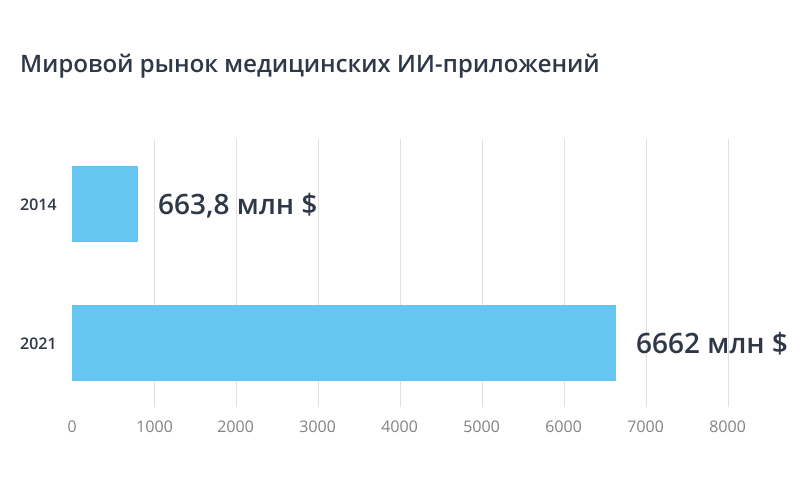 Мировой рынок медицинских ИИ-приложений
2014 663,8 млн $
2021 6662 млн $
0 1000 2000 3000 4000 5000 6000 7000 8000